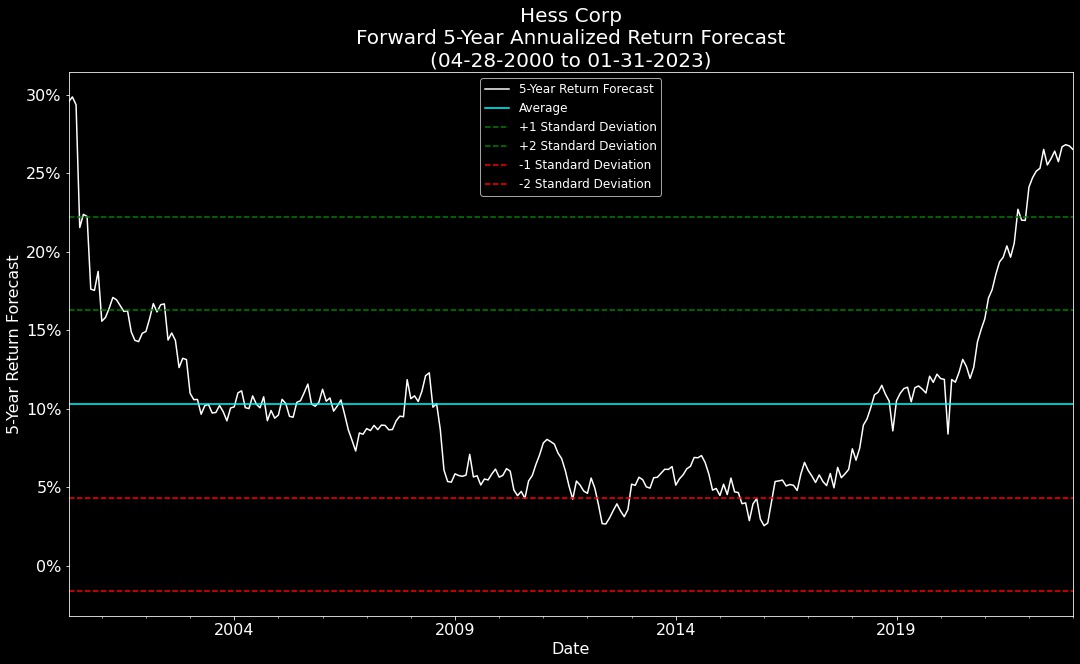 Hess Corp
Forward 5-Year Annualized Return Forecast
(04-28-2000 to 01-31-2023)
5-Year Return Forecast
Average
+1 Standard Deviation
+2 Standard Deviation
-1 Standard Deviation
-2 Standard Deviation
30%
25%
20%
15%
10%
5%
0%
5-Year Return Forecast
2004
2009
2014
2019
Date